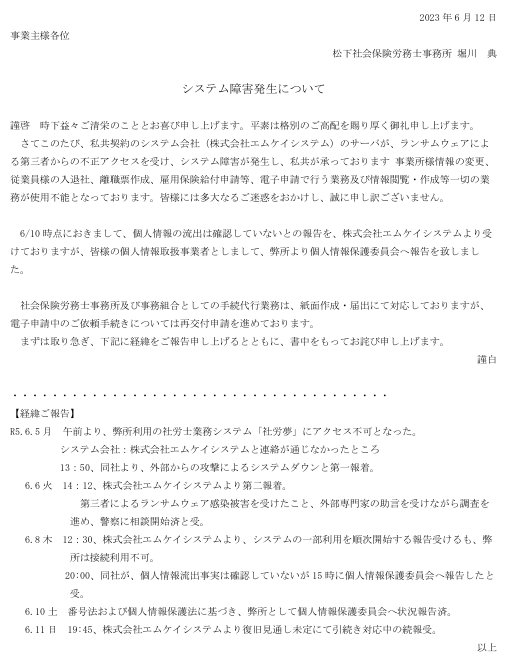 2023 年 6 月 12 日
事業主様各位
松下社会保険労務士事務所 堀川　典
システム障害発生について
謹啓　時下益々ご清栄のこととお喜び申し上げます。平素は格別のご高配を賜り厚く御礼申し上げます。
さてこのたび、私共契約のシステム会社（株式会社エムケイシステム）のサーバが、ランサムウェアによ
る第三者からの不正アクセスを受け、システム障害が発生し、私共が承っております 事業所様情報の変更、
従業員様の入退社、離職票作成、雇用保険給付申請等、電子申請で行う業務及び情報閲覧・作成等一切の業
務が使用不能となっております。皆様には多大なるご迷惑をおかけし、誠に申し訳ございません。
6/10 時点におきまして、個人情報の流出は確認していないとの報告を、株式会社エムケイシステムより受
けておりますが、皆様の個人情報取扱事業者としまして、弊所より個人情報保護委員会へ報告を致しまし
た。
社会保険労務士事務所及び事務組合としての手続代行業務は、紙面作成・届出にて対応しておりますが、
電子申請中のご依頼手続きについては再交付申請を進めております。
まずは取り急ぎ、下記に経緯をご報告申し上げるとともに、書中をもってお詫び申し上げます。
謹白
・・・・・・・・・・・・・・・・・・・・・・・・・・・・・・・・・・・・・・
【経緯ご報告】
R5.6.5 月　午前より、弊所利用の社労士業務システム「社労夢」にアクセス不可となった。
システム会社：株式会社エムケイシステムと連絡が通じなかったところ
13：50、同社より、外部からの攻撃によるシステムダウンと第一報着。
6.6 火　14：12、株式会社エムケイシステムより第二報着。
第三者によるランサムウェア感染被害を受けたこと、外部専門家の助言を受けながら調査を
進め、警察に相談開始済と受。
6.8 木　12：30、株式会社エムケイシステムより、システムの一部利用を順次開始する報告受けるも、弊
所は接続利用不可。
20:00、同社が、個人情報流出事実は確認していないが 15 時に個人情報保護委員会へ報告したと
受。
6.10 土　番号法および個人情報保護法に基づき、弊所として個人情報保護委員会へ状況報告済。
6.11 日　19:45、株式会社エムケイシステムより復旧見通し未定にて引続き対応中の続報受。
以上